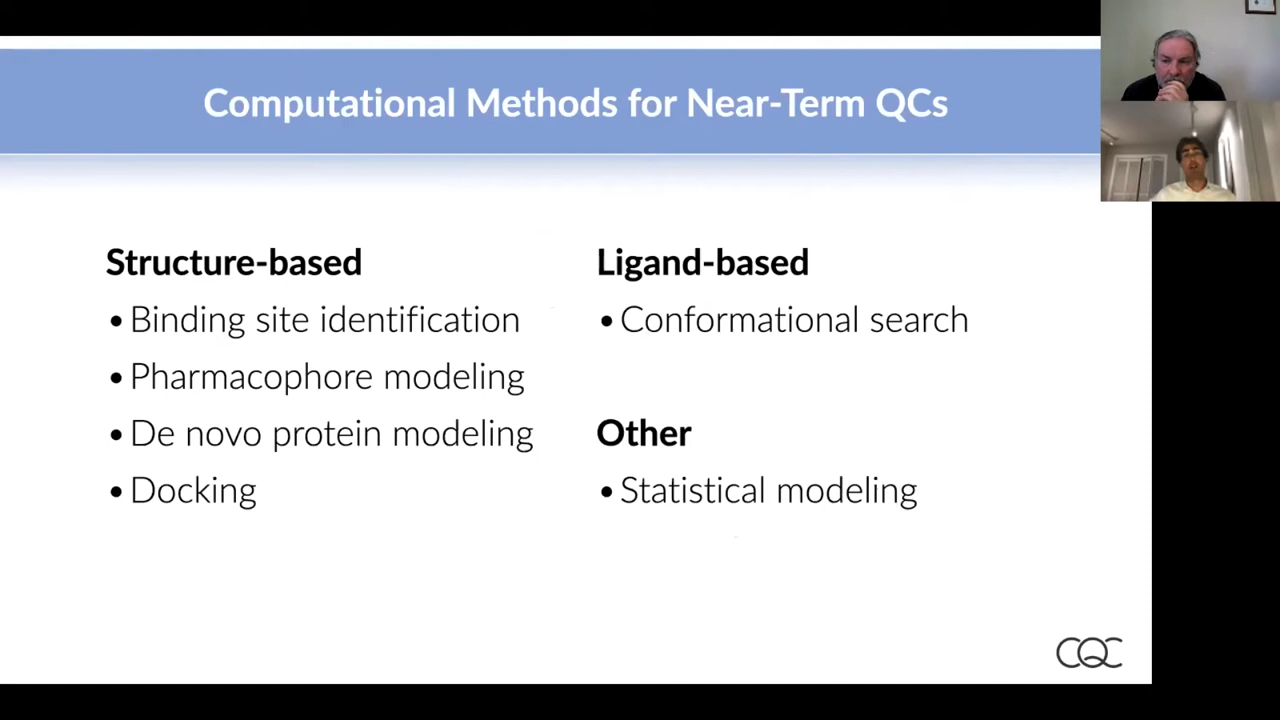 Computational Methods for Near-Term QCs
Structure-based
• Binding site identification
• Pharmacophore modeling
• De novo protein modeling
• Docking
Ligand-based
• Conformational search
Other
• Statistical modeling
CQC